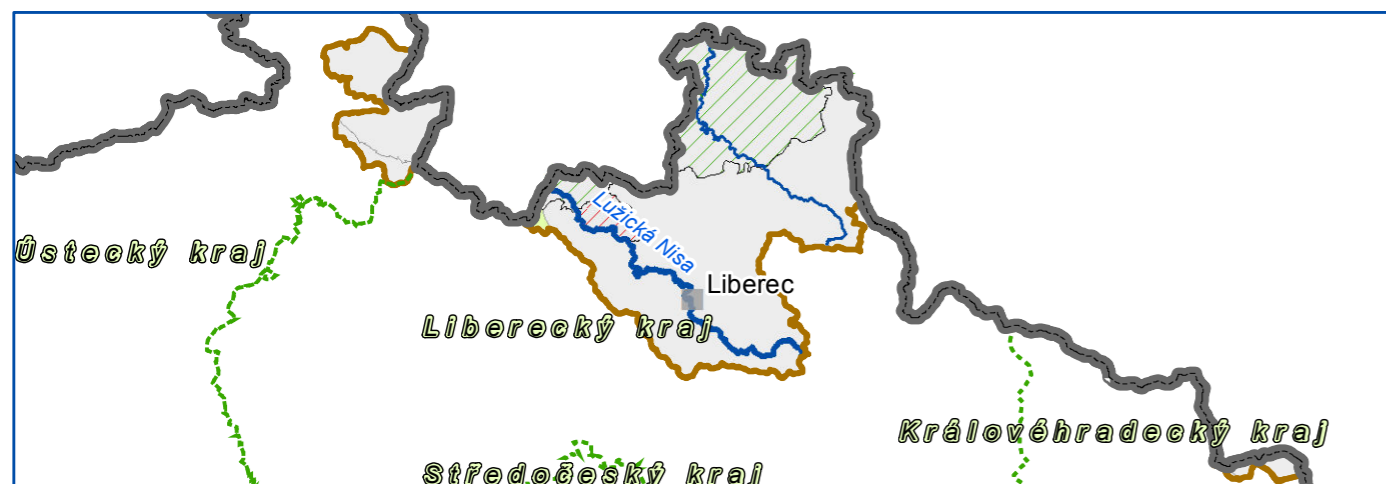 Lužická Nisa
Ústecký kraj
Liberec
Liberecký kraj
Královéhradecký kraj
Středočeský kraj